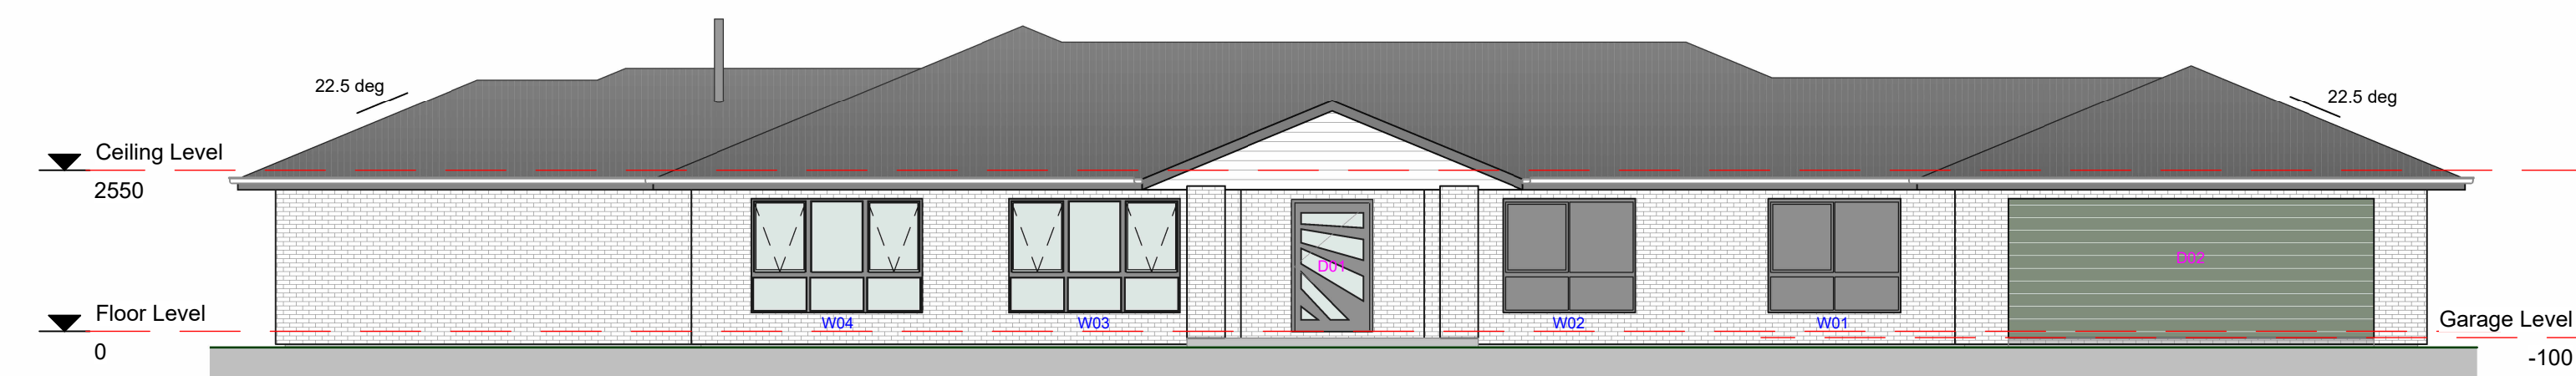 22.5 deg
22.5 deg
Ceiling Level
2550
D01
D02
Floor Level
0
W04
W03
W02
W01
Garage Level
-100